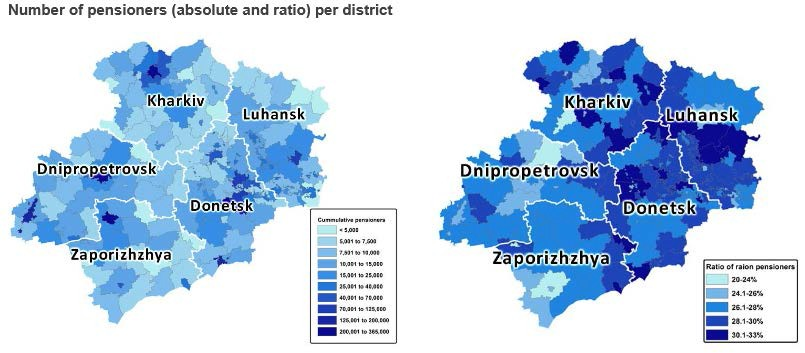 Number of pensioners (absolute and ratio) per district
Kharkiv
Luhansk
Dnipropetrovsk
Donetsk
Zaporizhzhya
Cummulative pensioners
< 5,000
5,001 to 7,500
7,501 to 10,000
10,001 to 15,000
15,001 to 25,000
25,001 to 40,000
40,001 to 70,000
70,001 to 125,000
125,001 to 200,000
200,001 to 365,000
Kharkiv
Luhansk
Dnipropetrovsk
Donetsk
Zaporizhzhya
Ratio of raion pensioners
20-24%
24.1-26%
26.1-28%
28.1-30%
30.1-33%